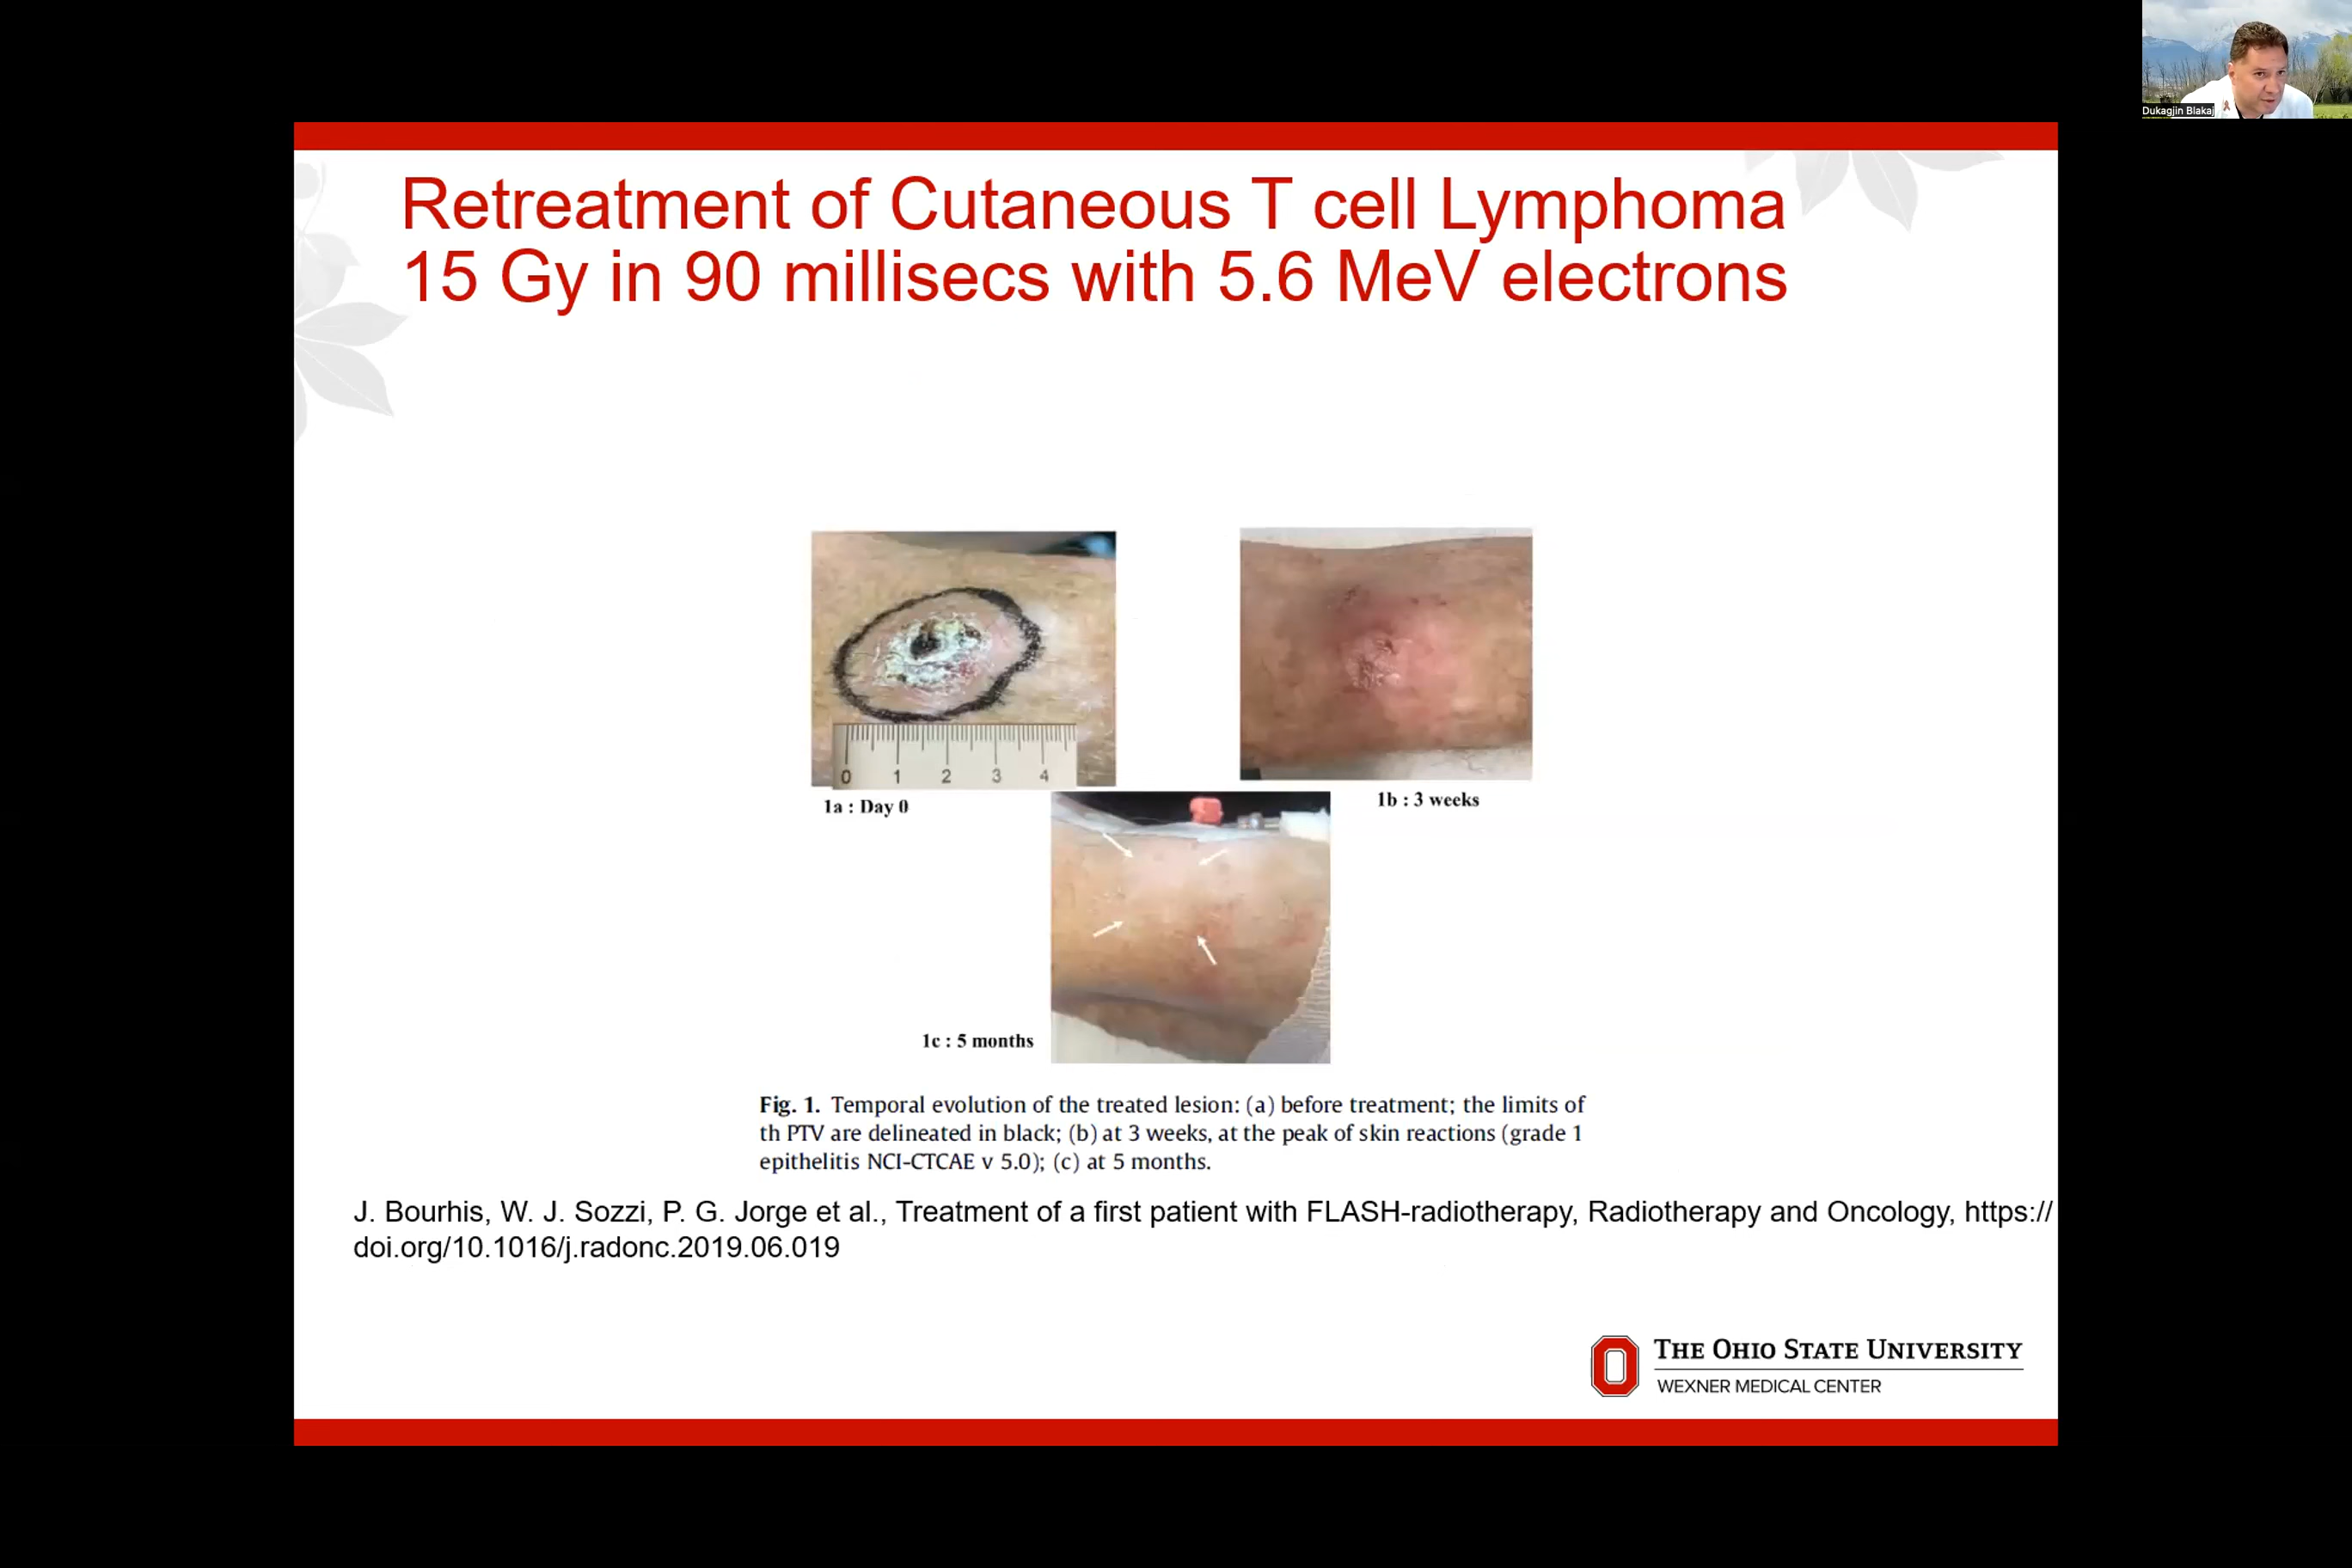 Dukagjin Blakaj
Retreatment of Cutaneous T cell Lymphoma
15 Gy in 90 millisecs with 5.6 MeV electrons
0 1 2 3 4
1a : Day 0
1b : 3 weeks
1c : 5 months
Fig. 1. Temporal evolution of the treated lesion: (a) before treatment; the limits of
th PTV are delineated in black; (b) at 3 weeks, at the peak of skin reactions (grade 1
epithelitis NCI-CTCAE v 5.0); (c) at 5 months.
J. Bourhis, W. J. Sozzi, P. G. Jorge et al., Treatment of a first patient with FLASH-radiotherapy, Radiotherapy and Oncology, https://
doi.org/10.1016/j.radonc.2019.06.019
THE OHIO STATE UNIVERSITY
WEXNER MEDICAL CENTER